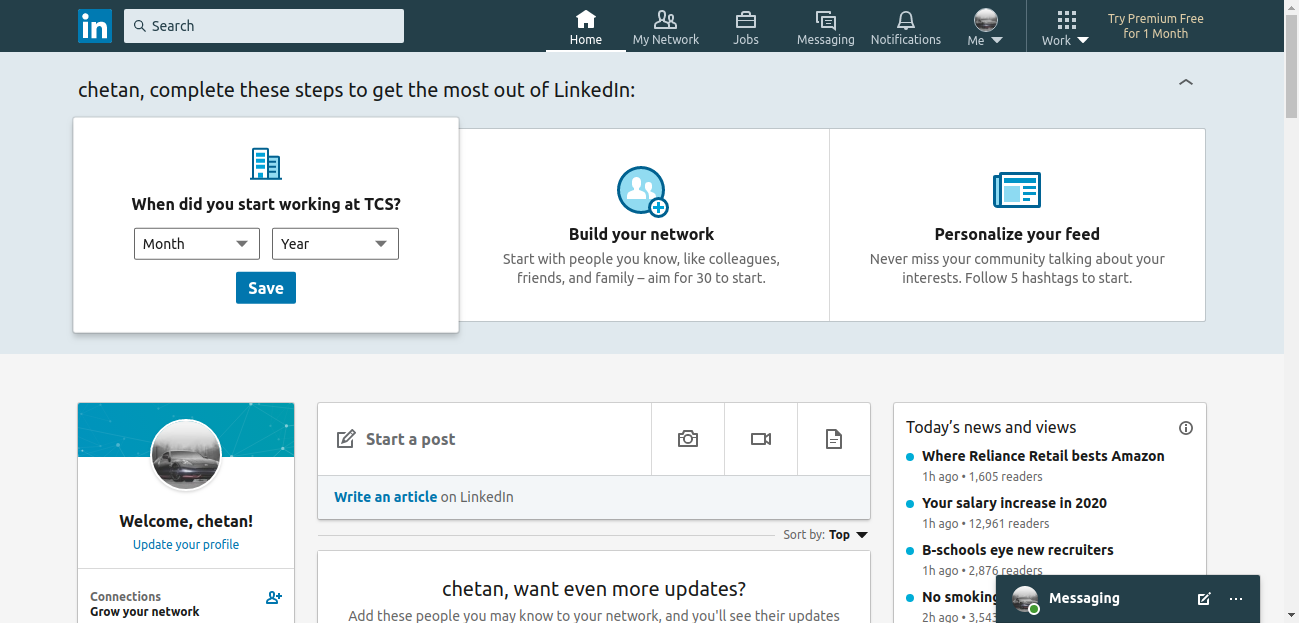 in
Search
Home
My Network
Jobs
Messaging
Notifications
Me
Work
Try Premium Free
for 1 Month
chetan, complete these steps to get the most out of LinkedIn:
When did you start working at TCS?
Month
Year
Save
Build your network
Start with people you know, like colleagues,
friends, and family – aim for 30 to start.
Personalize your feed
Never miss your community talking about your
interests. Follow 5 hashtags to start.
Welcome, chetan!
Update your profile
Connections
Grow your network
Start a post
Write an article on LinkedIn
Sort by: Top
chetan, want even more updates?
Add these people you may know to your network, and you'll see their updates
Today’s news and views
Where Reliance Retail bests Amazon
1h ago • 1,605 readers
Your salary increase in 2020
1h ago • 12,961 readers
B-schools eye new recruiters
1h ago • 2,876 readers
No smoking
2h ago • 3,543
Messaging